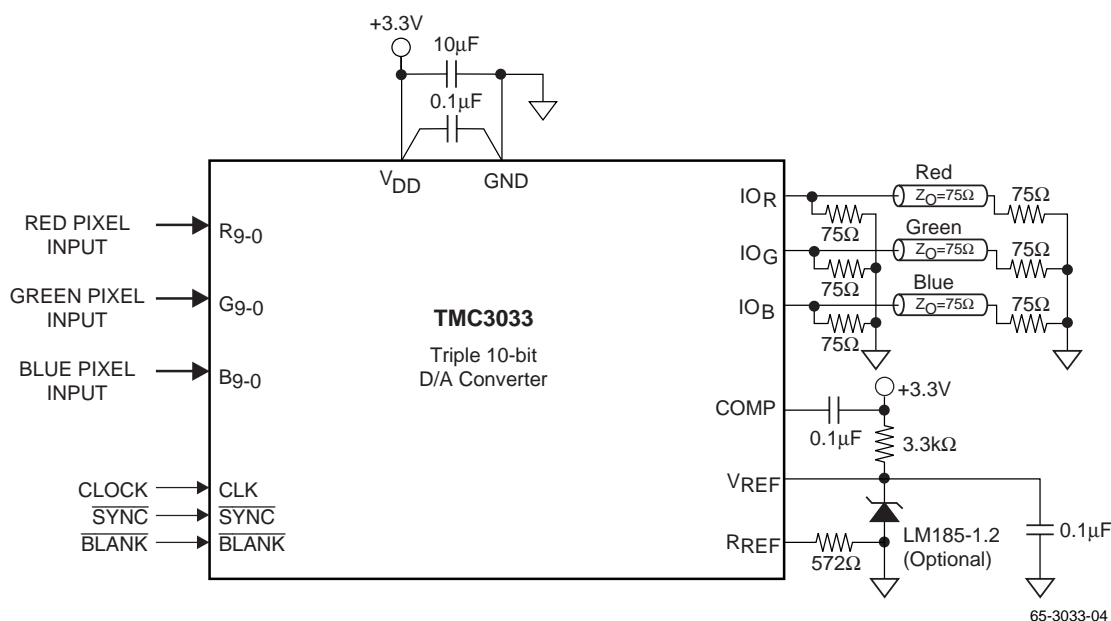 +3.3V
10µF
0.1µF
VDD
GND
RED PIXEL
INPUT
R9-0
GREEN PIXEL
INPUT
G9-0
BLUE PIXEL
INPUT
B9-0
CLOCK
CLK
SYNC
SYNC
BLANK
BLANK
TMC3033
Triple 10-bit
D/A Converter
IOR
75Ω
Red
ZO=75Ω
75Ω
IOG
75Ω
Green
ZO=75Ω
75Ω
IOB
75Ω
Blue
ZO=75Ω
75Ω
COMP
0.1µF
+3.3V
3.3kΩ
VREF
LM185-1.2
(Optional)
0.1µF
RREF
572Ω
65-3033-04